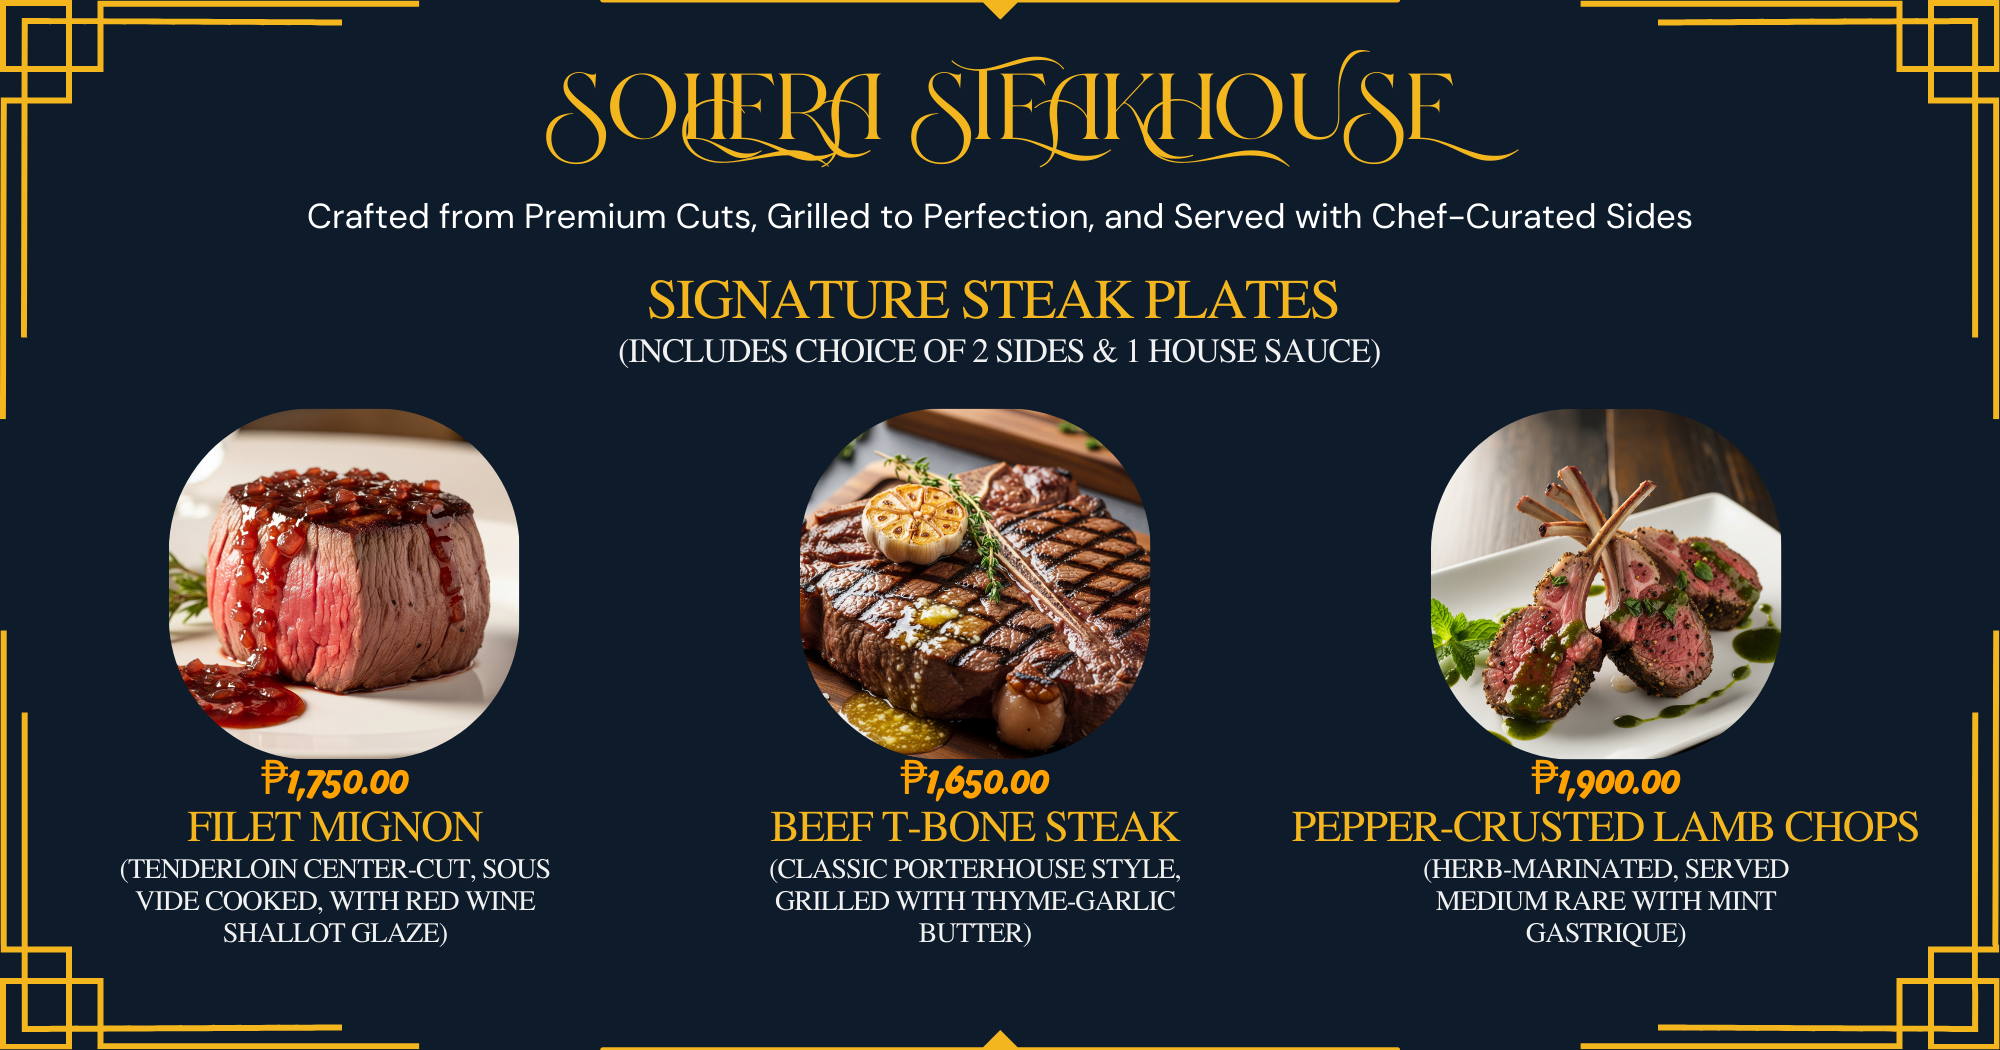 SOHERA STEAKHOUSE
Crafted from Premium Cuts, Grilled to Perfection, and Served with Chef-Curated Sides
SIGNATURE STEAK PLATES
(INCLUDES CHOICE OF 2 SIDES & 1 HOUSE SAUCE)
₱1,750.00
FILET MIGNON
(TENDERLOIN CENTER-CUT, SOUS
VIDE COOKED, WITH RED WINE
SHALLOT GLAZE)
₱1,650.00
BEEF T-BONE STEAK
(CLASSIC PORTERHOUSE STYLE,
GRILLED WITH THYME-GARLIC
BUTTER)
₱1,900.00
PEPPER-CRUSTED LAMB CHOPS
(HERB-MARINATED, SERVED
MEDIUM RARE WITH MINT
GASTRIQUE)